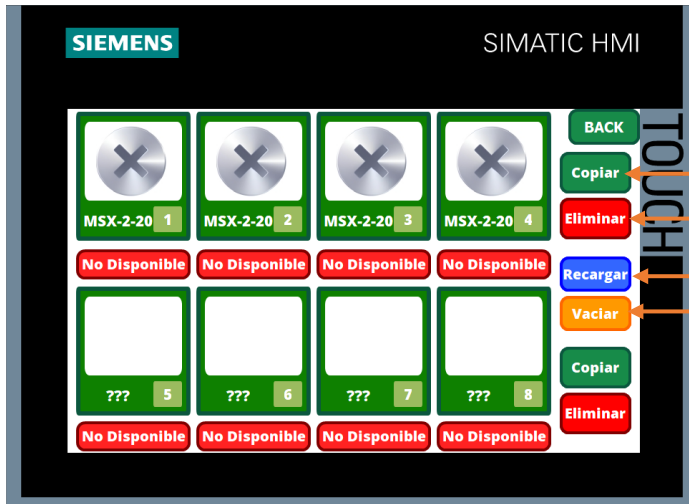 SIEMENS SIMATIC HMI
TOUCH
BACK
Copiar
MSX-2-20 1 MSX-2-20 2 MSX-2-20 3 MSX-2-20 4 Eliminar
No Disponible No Disponible No Disponible No Disponible Recargar
Vaciar
Copiar
??? 5 ??? 6 ??? 7 ??? 8 Eliminar
No Disponible No Disponible No Disponible No Disponible